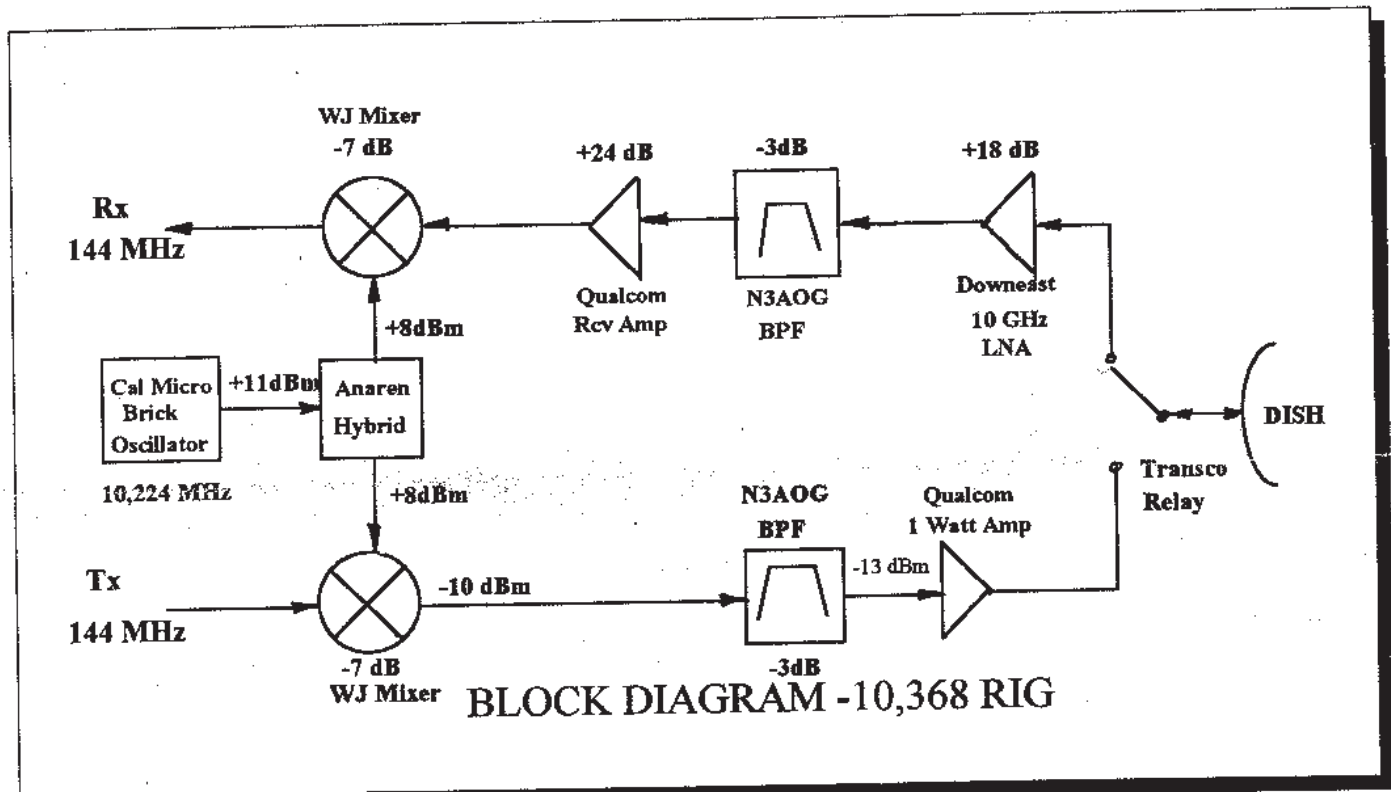 WJ Mixer
-7 dB
+24 dB
-3dB
+18 dB
Rx
144 MHz
Qualcom
Rcv Amp
N3AOG
BPF
Downeast
10 GHz
LNA
+8dBm
Cal Micro
Brick
Oscillator
+11dBm
Anaren
Hybrid
10,224 MHz
+8dBm
DISH
Transco
Relay
N3AOG
BPF
Qualcom
1 Watt Amp
-13 dBm
Tx
144 MHz
-10 dBm
-7 dB
WJ Mixer
-3dB
BLOCK DIAGRAM -10,368 RIG